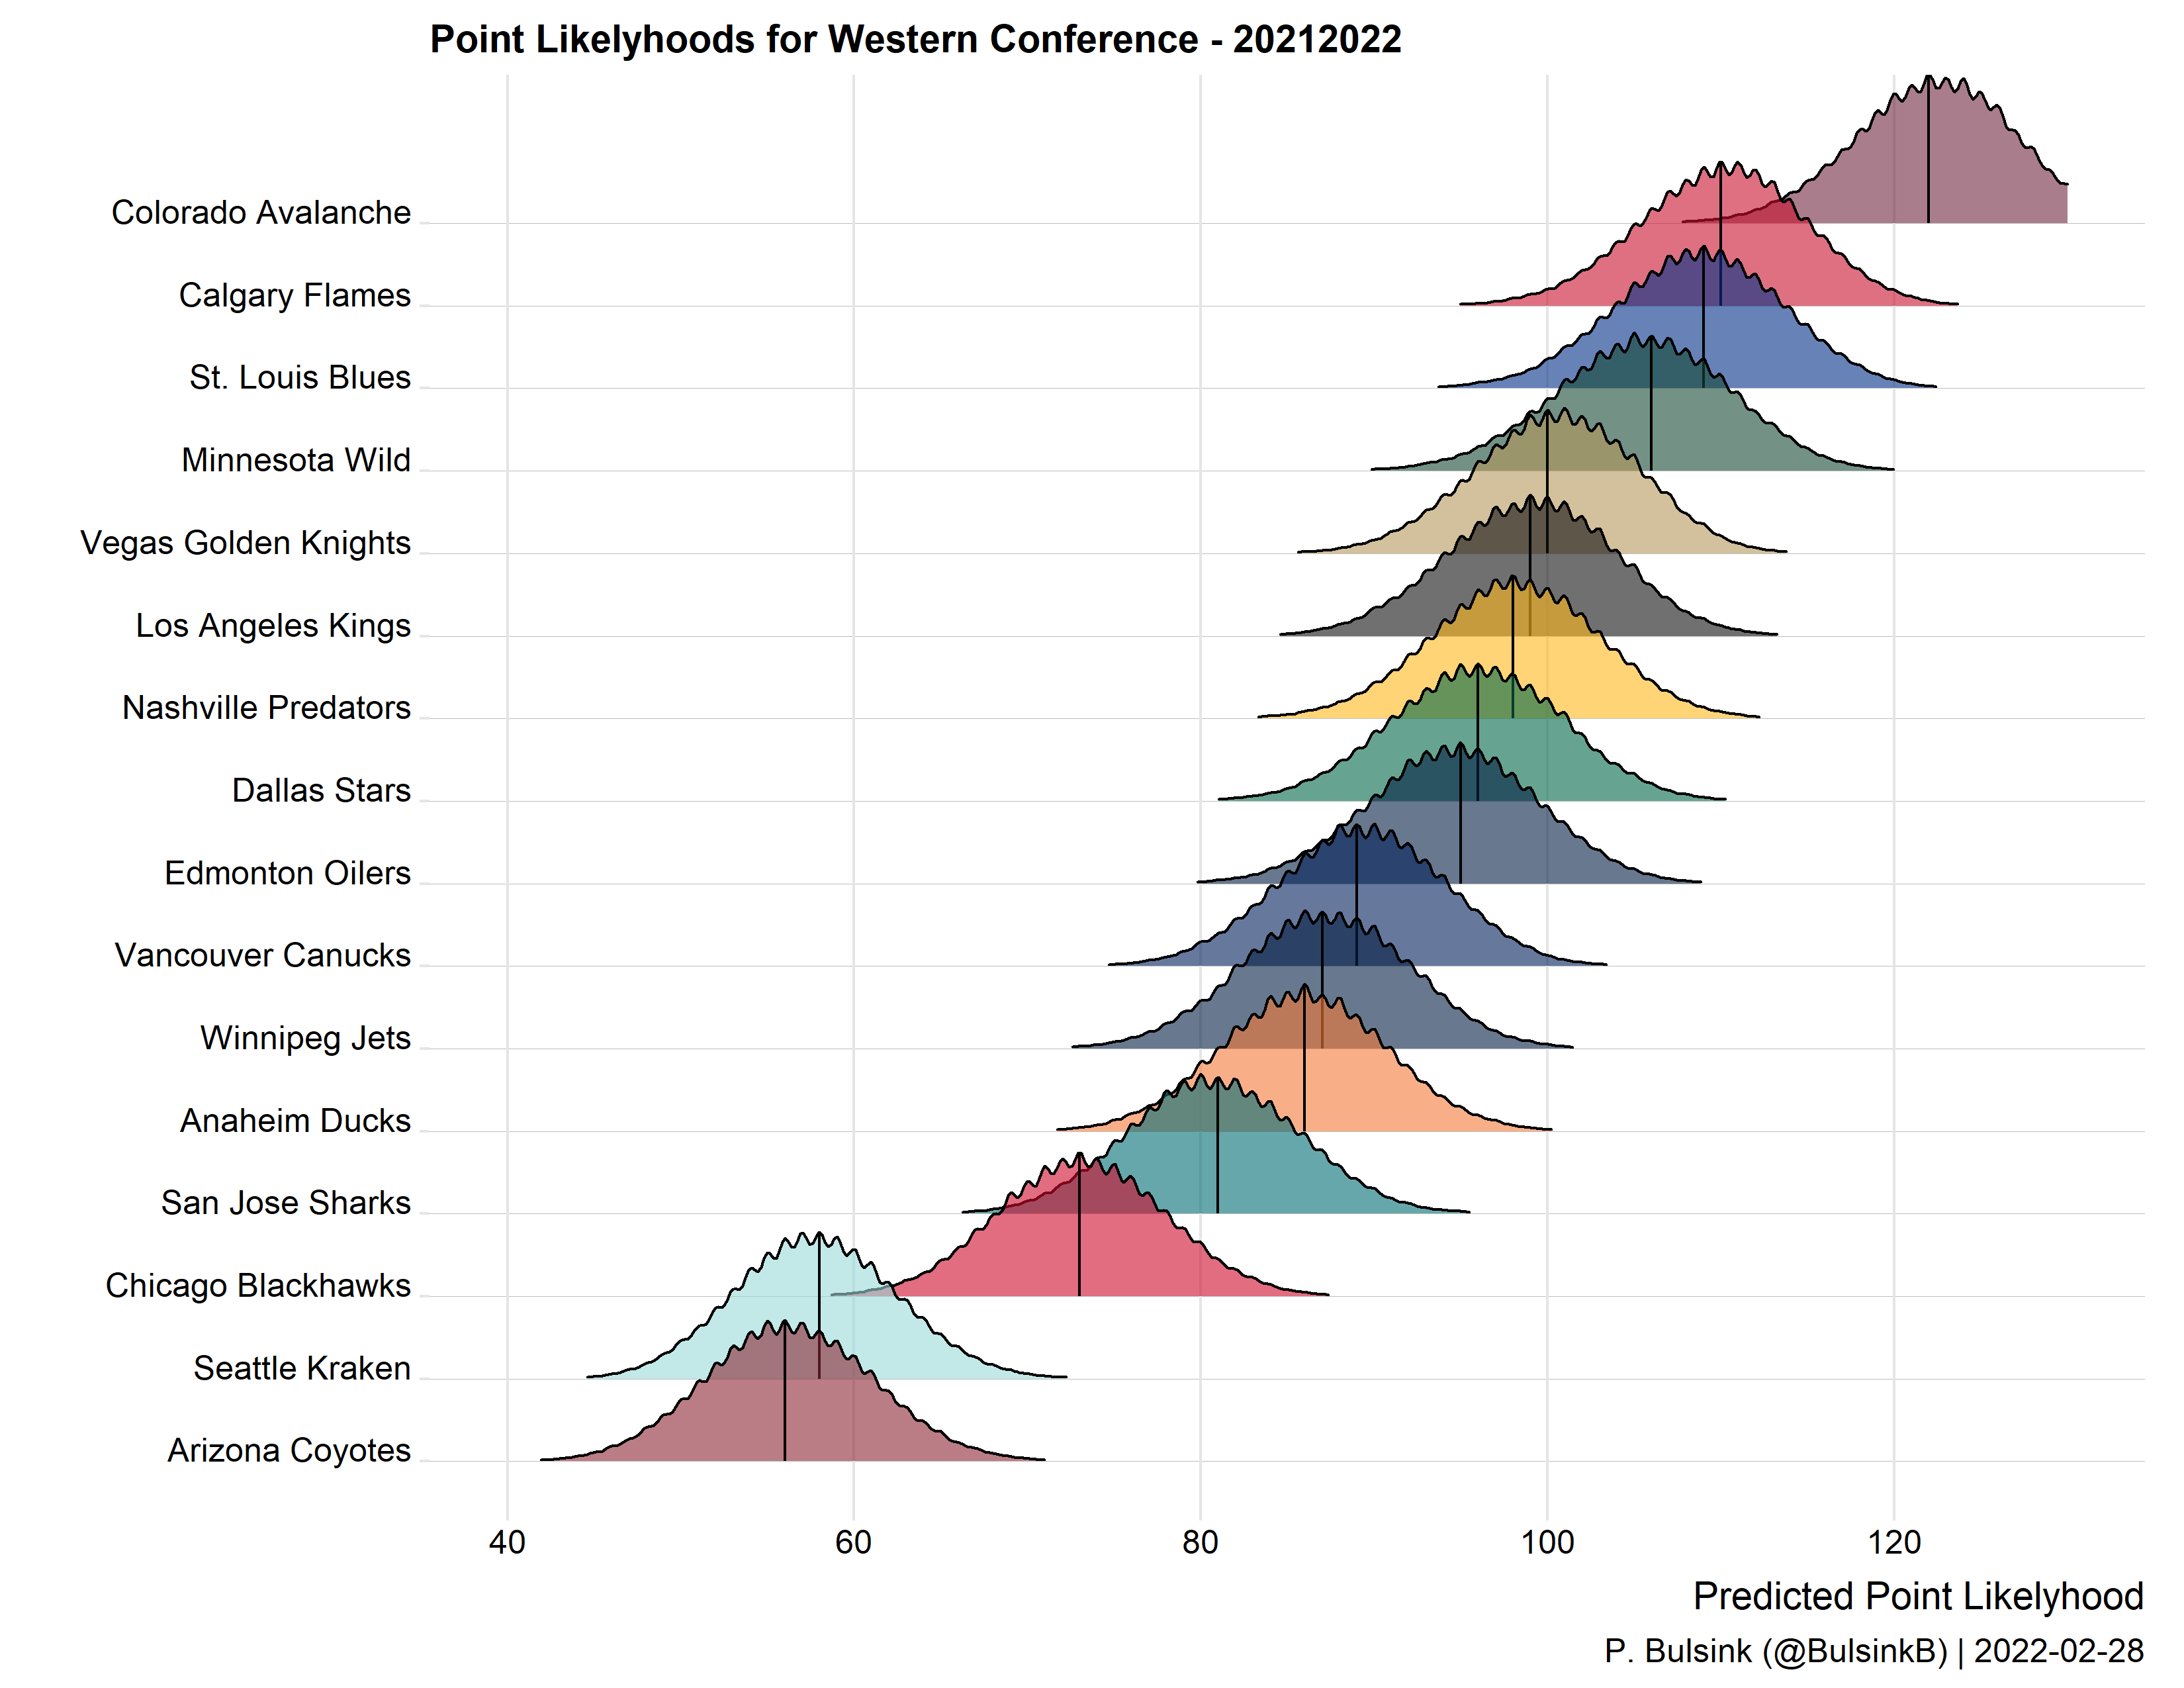 Point Likelyhoods for Western Conference - 20212022
Colorado Avalanche
Calgary Flames
St. Louis Blues
Minnesota Wild
Vegas Golden Knights
Los Angeles Kings
Nashville Predators
Dallas Stars
Edmonton Oilers
Vancouver Canucks
Winnipeg Jets
Anaheim Ducks
San Jose Sharks
Chicago Blackhawks
Seattle Kraken
Arizona Coyotes
40 60 80 100 120
Predicted Point Likelyhood
P. Bulsink (@BulsinkB) | 2022-02-28